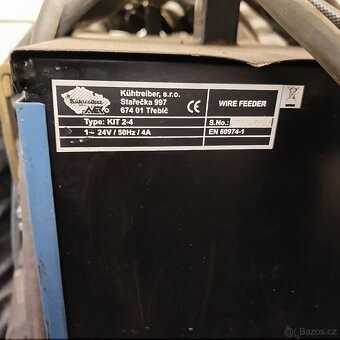 Kühtreiber, s.r.o.
Stařečka 997
674 01 Třebíč
CE
WIRE FEEDER
Kühtreiber
Type: KIT 2-4
S.No.:
1~ 24V / 50Hz / 4A
EN 60974-1
© Bazos.cz